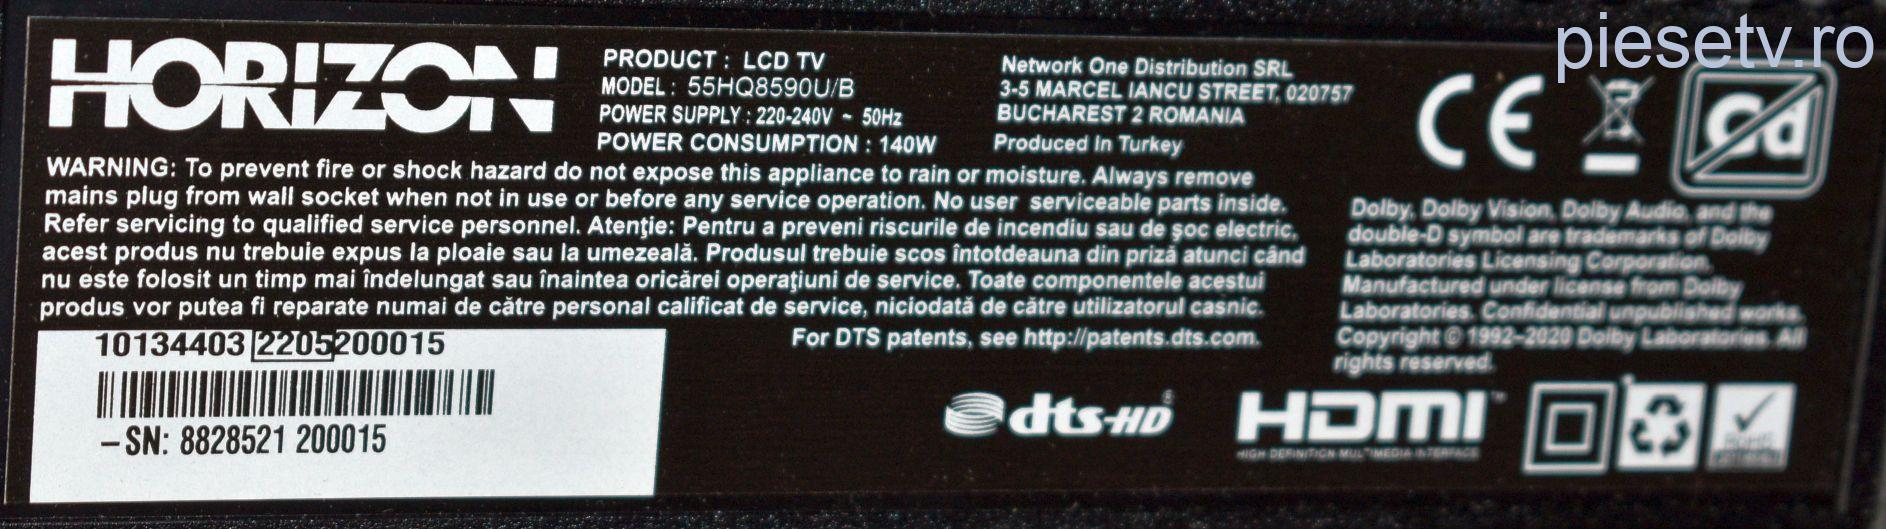 piesetv.ro
HORIZON
PRODUCT : LCD TV
MODEL : 55HQ8590U/B
POWER SUPPLY : 220-240V ~ 50Hz
POWER CONSUMPTION : 140W
Network One Distribution SRL
3-5 MARCEL IANCU STREET, 020757
BUCHAREST 2 ROMANIA
Produced In Turkey
CE
Cd
WARNING: To prevent fire or shock hazard do not expose this appliance to rain or moisture. Always remove
mains plug from wall socket when not in use or before any service operation. No user serviceable parts inside.
Refer servicing to qualified service personnel. Atenţie: Pentru a preveni riscurile de incendiu sau de şoc electric,
acest produs nu trebuie expus la ploaie sau la umezeală. Produsul trebuie scos întotdeauna din priză atunci când
nu este folosit un timp mai îndelungat sau înaintea oricărei operaţiuni de service. Toate componentele acestui
produs vor putea fi reparate numai de către personal calificat de service, niciodată de către utilizatorul casnic.
For DTS patents, see http://patents.dts.com.
Dolby, Dolby Vision, Dolby Audio, and the
double-D symbol are trademarks of Dolby
Laboratories Licensing Corporation.
Manufactured under license from Dolby
Laboratories. Confidential unpublished works.
Copyright © 1992–2020 Dolby Laboratories. All
rights reserved.
10134403 2205200015
–SN: 8828521 200015
dts-HD®
HDMI™
HIGH DEFINITION MULTIMEDIA INTERFACE
RoHS